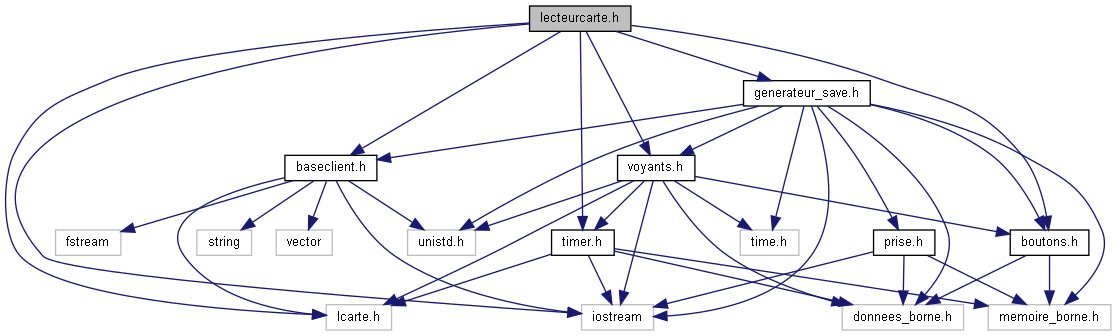 lecteurcarte.h
generateur_save.h
baseclient.h
voyants.h
fstream
string
vector
unistd.h
timer.h
time.h
prise.h
boutons.h
lcarte.h
iostream
donnees_borne.h
memoire_borne.h